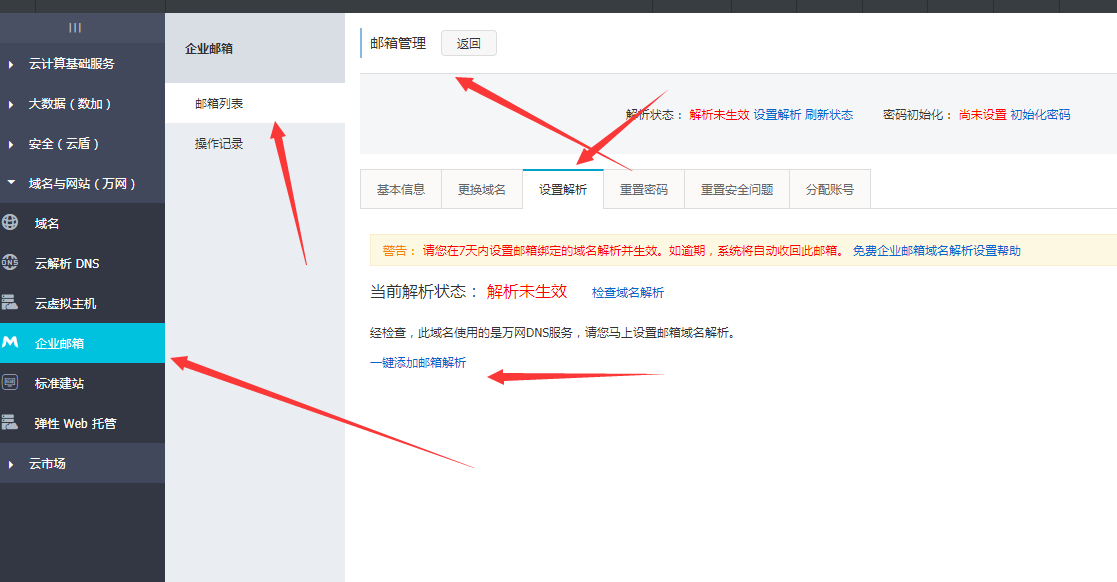 云计算基础服务
大数据（数加）
安全（云盾）
域名与网站（万网）
域名
云解析 DNS
云虚拟主机
企业邮箱
标准建站
弹性 Web 托管
云市场
企业邮箱
邮箱列表
操作记录
邮箱管理 返回
解析状态： 解析未生效 设置解析 刷新状态 密码初始化： 尚未设置 初始化密码
基本信息 更换域名 设置解析 重置密码 重置安全问题 分配账号
警告： 请您在7天内设置邮箱绑定的域名解析并生效。如逾期，系统将自动收回此邮箱。 免费企业邮箱域名解析设置帮助
当前解析状态： 解析未生效 检查域名解析
经检查，此域名使用的是万网DNS服务，请您马上设置邮箱域名解析。
一键添加邮箱解析